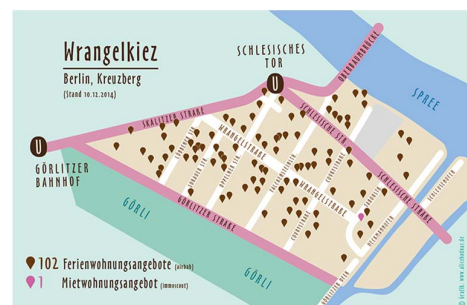 Wrangelkiez
Berlin, Kreuzberg
(Stand 10.12.2014)
SCHLESISCHES
TOR
OBERBAUMBRÜCKE
SPREE
U
SKALITZER STRAßE
SCHLESISCHE STR.
WRANGELSTRAßE
U
GÖRLITZER
BAHNHOF
GÖRLITZER STRAßE
WRANGELSTRAßE
SCHLESISCHE STRAßE
GÖRLI
GÖRLI
102 Ferienwohnungsangebote (airbnb)
1 Mietwohnungsangebot (immoscout)